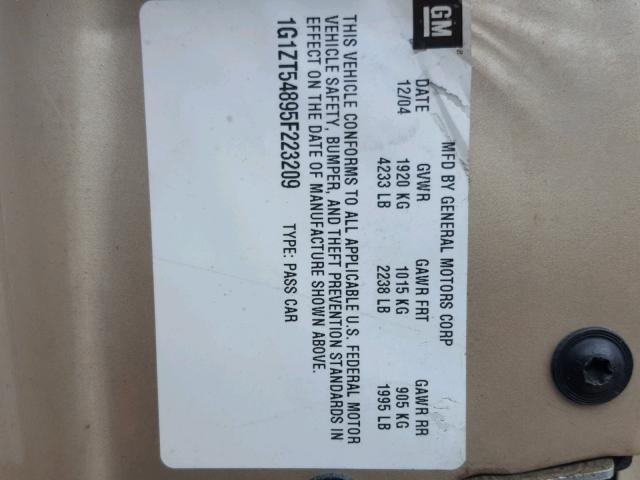 GM
MFD BY GENERAL MOTORS CORP
DATE GVWR GAWR FRT GAWR RR
12/04 1920 KG 1015 KG 905 KG
4233 LB 2238 LB 1995 LB
THIS VEHICLE CONFORMS TO ALL APPLICABLE U.S. FEDERAL MOTOR
VEHICLE SAFETY, BUMPER, AND THEFT PREVENTION STANDARDS IN
EFFECT ON THE DATE OF MANUFACTURE SHOWN ABOVE.
1G1ZT54895F223209 TYPE: PASS CAR